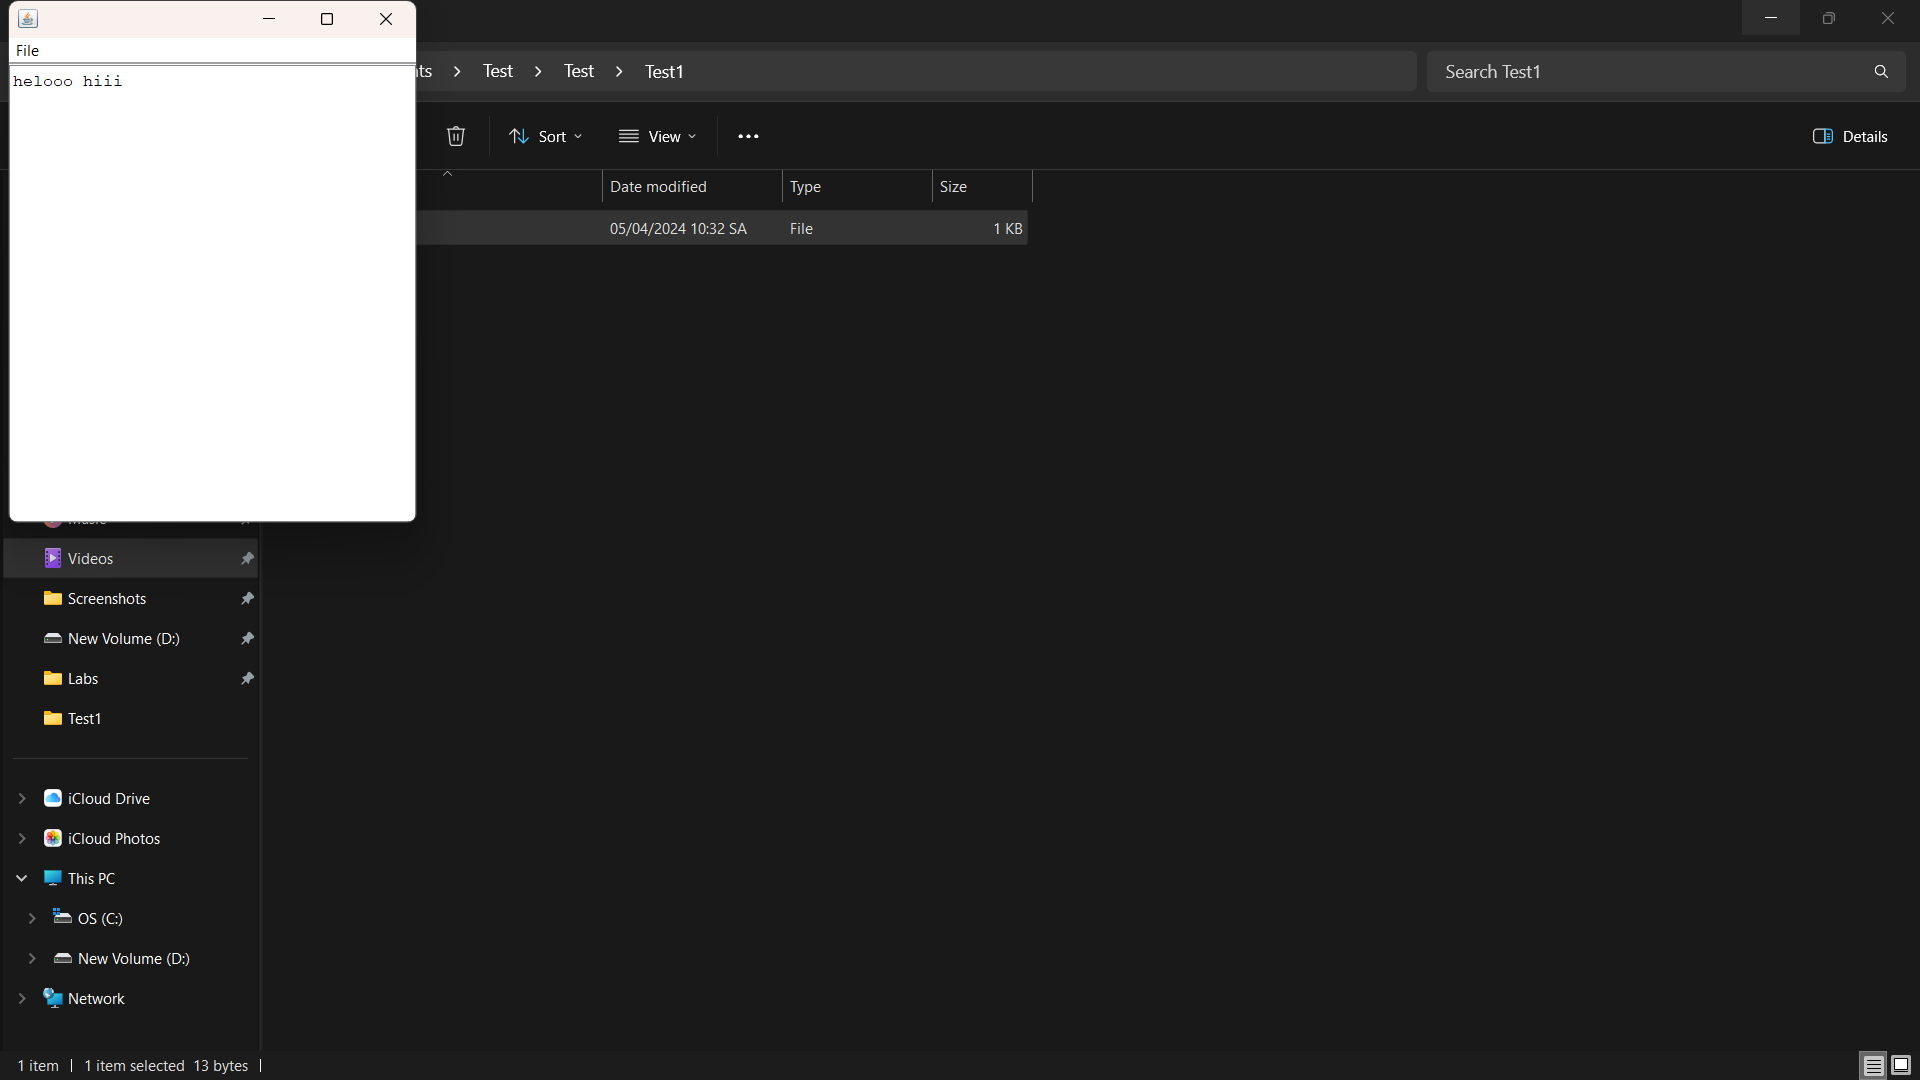 File
helooo hiii
ts > Test > Test > Test1
Search Test1
Sort
View
Details
Date modified Type Size
05/04/2024 10:32 SA File 1 KB
Videos
Screenshots
New Volume (D:)
Labs
Test1
iCloud Drive
iCloud Photos
This PC
OS (C:)
New Volume (D:)
Network
1 item | 1 item selected 13 bytes |